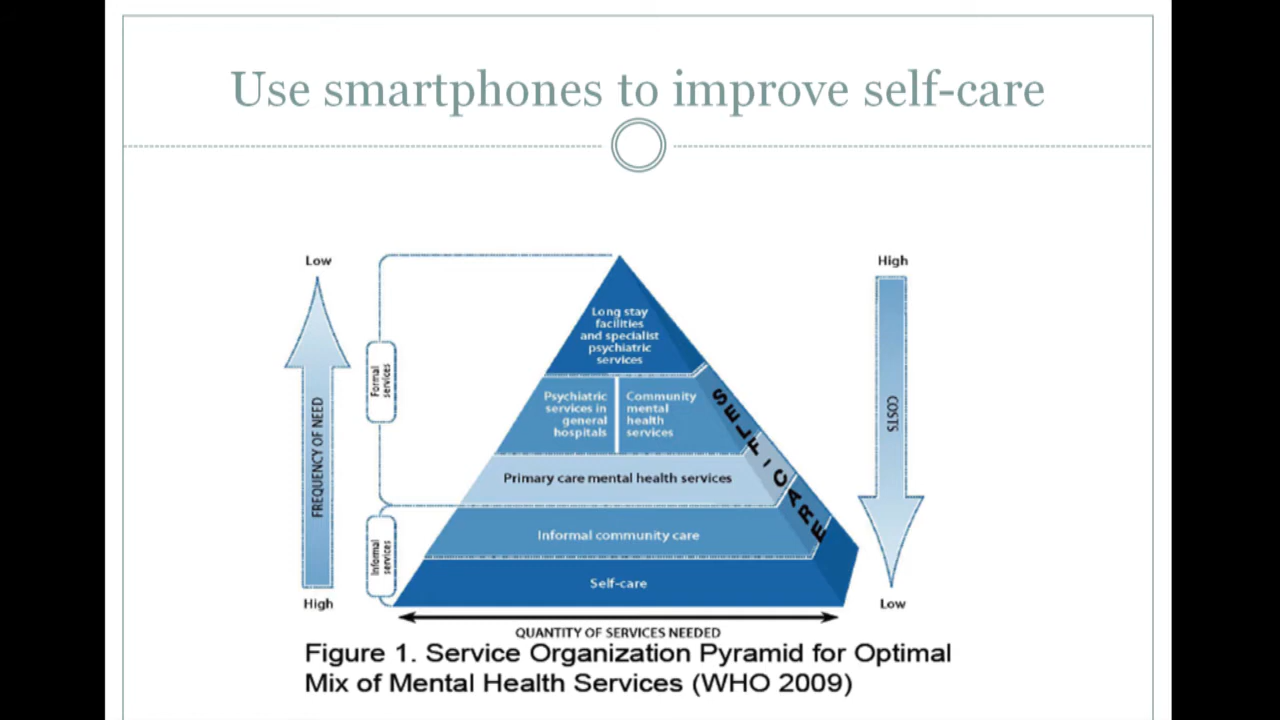 Use smartphones to improve self-care
Low
High
Long stay
facilities
and specialist
psychiatric
services
Formal
services
Psychiatric
services in
general
hospitals
Community
mental
health
services
SELF-CARE
FREQUENCY OF NEED
COSTS
Primary care mental health services
Informal community care
Informal
services
Self-care
High
Low
QUANTITY OF SERVICES NEEDED
Figure 1. Service Organization Pyramid for Optimal
Mix of Mental Health Services (WHO 2009)